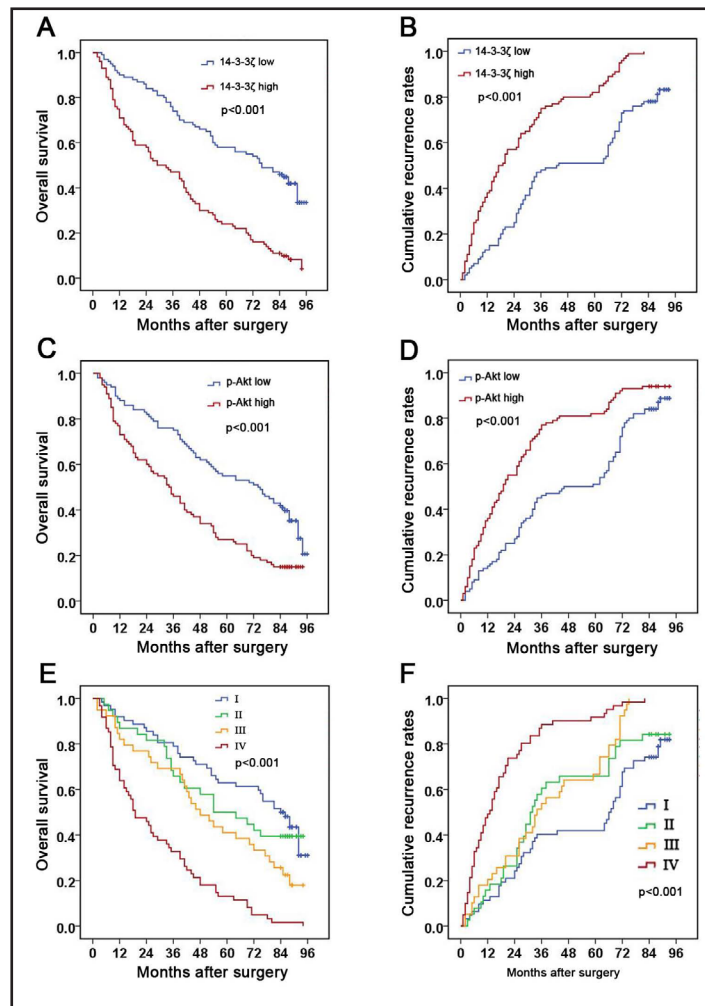 A
14-3-3ζ low
14-3-3ζ high
p<0.001
Overall survival
1.0
0.8
0.6
0.4
0.2
0.0
0 12 24 36 48 60 72 84 96
Months after surgery
B
14-3-3ζ low
14-3-3ζ high
p<0.001
Cumulative recurrence rates
1.0
0.8
0.6
0.4
0.2
0.0
0 12 24 36 48 60 72 84 96
Months after surgery
C
p-Akt low
p-Akt high
p<0.001
Overall survival
1.0
0.8
0.6
0.4
0.2
0.0
0 12 24 36 48 60 72 84 96
Months after surgery
D
p-Akt low
p-Akt high
p<0.001
Cumulative recurrence rates
1.0
0.8
0.6
0.4
0.2
0.0
0 12 24 36 48 60 72 84 96
Months after surgery
E
I
II
III
IV
p<0.001
Overall survival
1.0
0.8
0.6
0.4
0.2
0.0
0 12 24 36 48 60 72 84 96
Months after surgery
F
I
II
III
IV
p<0.001
Cumulative recurrence rates
1.0
0.8
0.6
0.4
0.2
0.0
0 12 24 36 48 60 72 84 96
Months after surgery